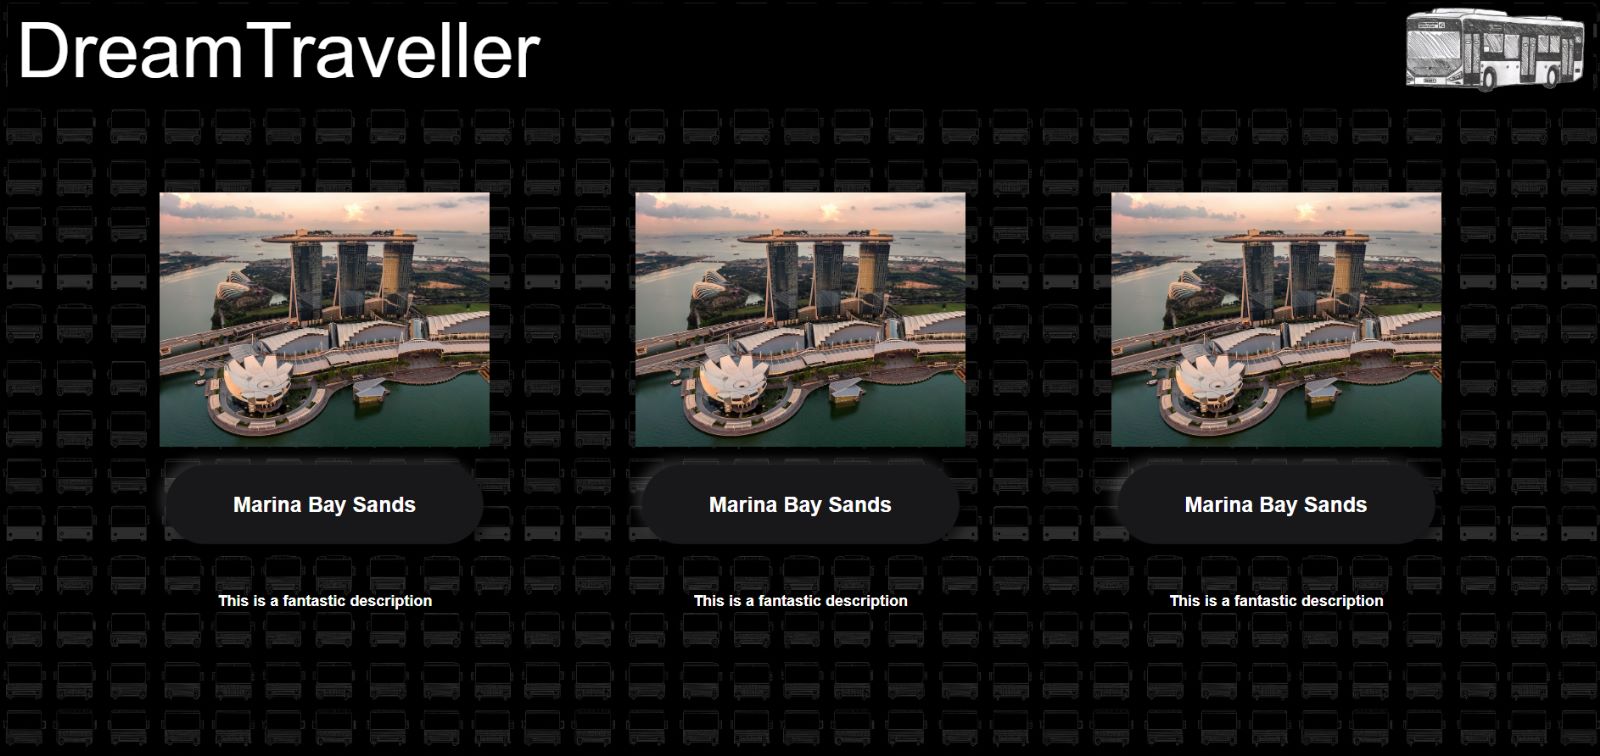 DreamTraveller
Marina Bay Sands
Marina Bay Sands
Marina Bay Sands
This is a fantastic description
This is a fantastic description
This is a fantastic description